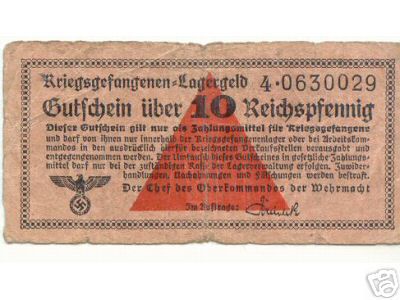 Kriegsgefangenen-Lagergeld 4·0630029
Gutschein über 10 Reichspfennig
Dieser Gutschein gilt nur als Zahlungsmittel für Kriegsgefangene
und darf von ihnen nur innerhalb der Kriegsgefangenenlager oder bei Arbeitskom-
mandos in den ausdrücklich hierfür bezeichneten Verkaufsstellen verausgabt und
entgegengenommen werden. Der Umtausch dieses Gutscheines in gesetzliche Zahlungs-
mittel darf nur bei der zuständigen Kasse der Lagerverwaltung erfolgen. Zuwider-
handlungen, Nachahmungen und Fälschungen werden bestraft.
Der Chef des Oberkommandos der Wehrmacht
Im Auftrage: